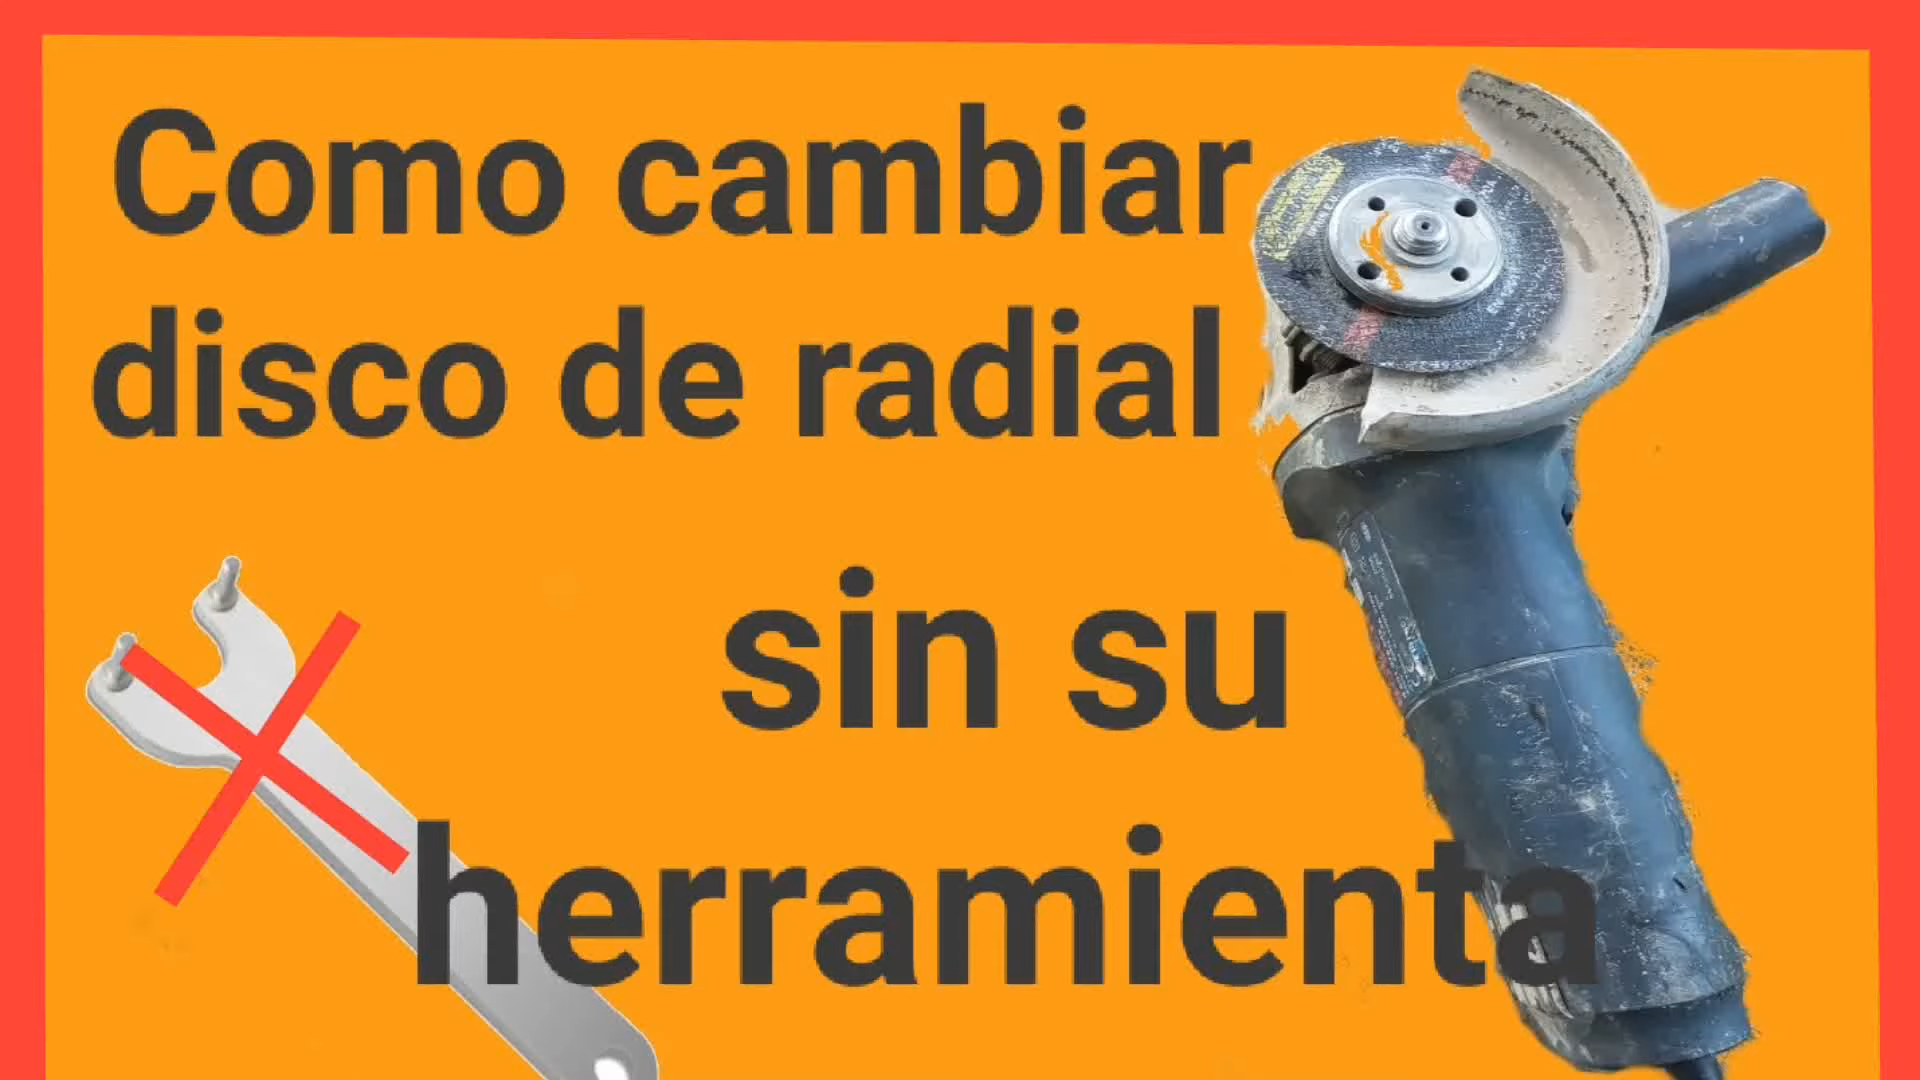 Como cambiar
disco de radial
sin su
herramienta